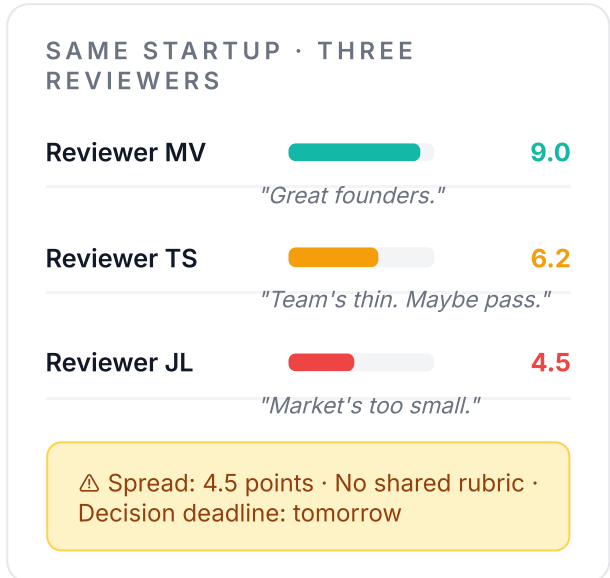 SAME STARTUP · THREE
REVIEWERS
Reviewer MV 9.0
"Great founders."
Reviewer TS 6.2
"Team's thin. Maybe pass."
Reviewer JL 4.5
"Market's too small."
⚠ Spread: 4.5 points · No shared rubric ·
Decision deadline: tomorrow